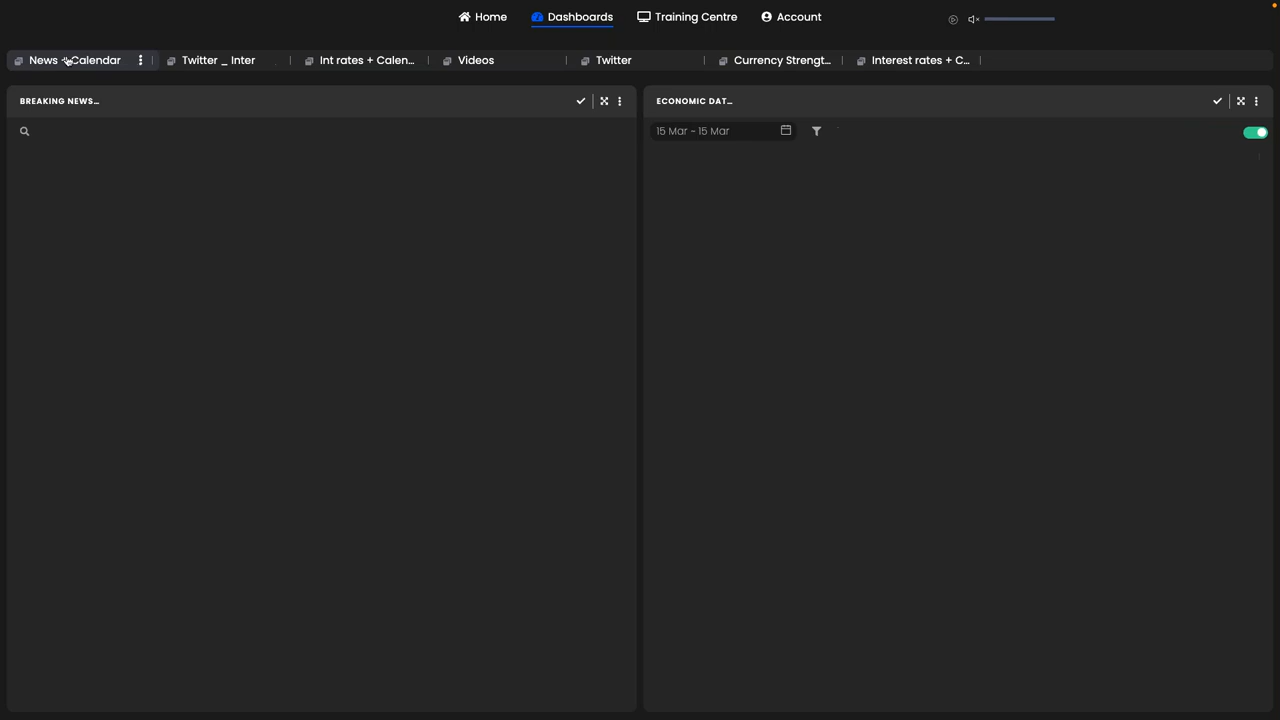 Home Dashboards Training Centre Account
News + Calendar Twitter _ Inter Int rates + Calen... Videos Twitter Currency Strengt... Interest rates + C...
BREAKING NEWS...
ECONOMIC DAT...
15 Mar - 15 Mar